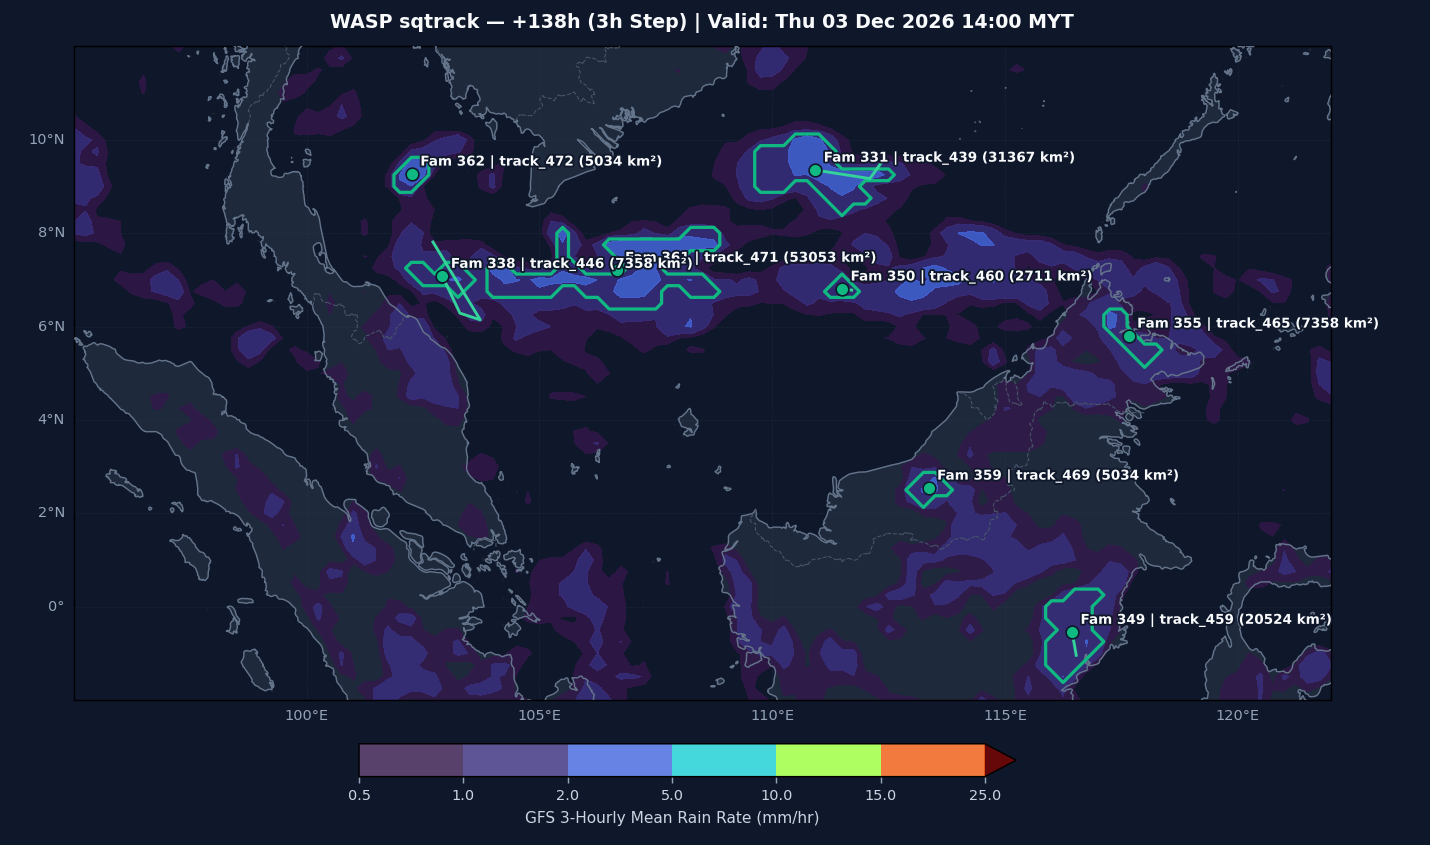 WASP sqtrack — +138h (3h Step) | Valid: Thu 03 Dec 2026 14:00 MYT
10°N
8°N
6°N
4°N
2°N
0°
Fam 362 | track_472 (5034 km²)
Fam 331 | track_439 (31367 km²)
Fam 361 | track_471 (53053 km²)
Fam 338 | track_446 (7358 km²)
Fam 350 | track_460 (2711 km²)
Fam 355 | track_465 (7358 km²)
Fam 359 | track_469 (5034 km²)
Fam 349 | track_459 (20524 km²)
100°E 105°E 110°E 115°E 120°E
0.5 1.0 2.0 5.0 10.0 15.0 25.0
GFS 3-Hourly Mean Rain Rate (mm/hr)